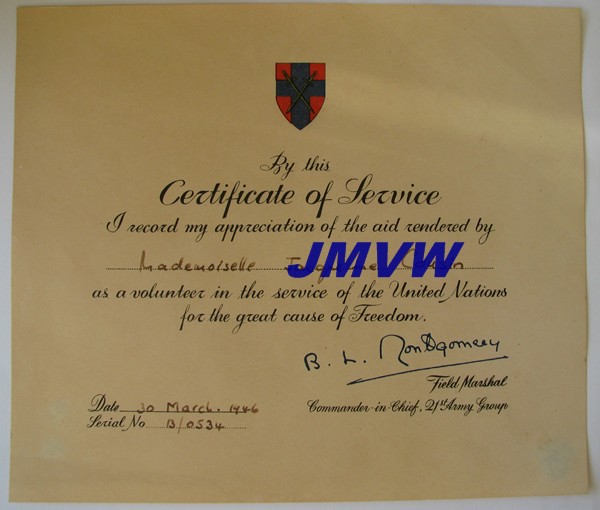 By this
Certificate of Service
I record my appreciation of the aid rendered by
Mademoiselle
JMVW
as a volunteer in the service of the United Nations
for the great cause of Freedom.
B. L. Montgomery
Field Marshal
Date 30 March. 1946
Commander-in-Chief, 21st Army Group
Serial No B/0534